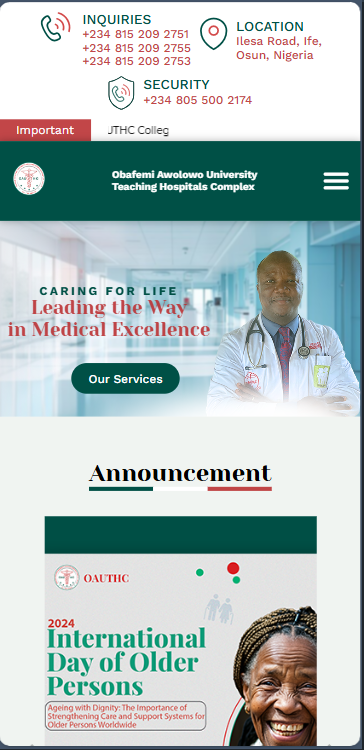 INQUIRIES
+234 815 209 2751
+234 815 209 2755
+234 815 209 2753
LOCATION
Ilesa Road, Ife,
Osun, Nigeria
SECURITY
+234 805 500 2174
Important
UTHC Colleg
OAUTHC
Obafemi Awolowo University
Teaching Hospitals Complex
CARING FOR LIFE
Leading the Way
in Medical Excellence
Our Services
Announcement
OAUTHC
2024
International
Day of Older
Persons
Ageing with Dignity: The Importance of
Strengthening Care and Support Systems for
Older Persons Worldwide